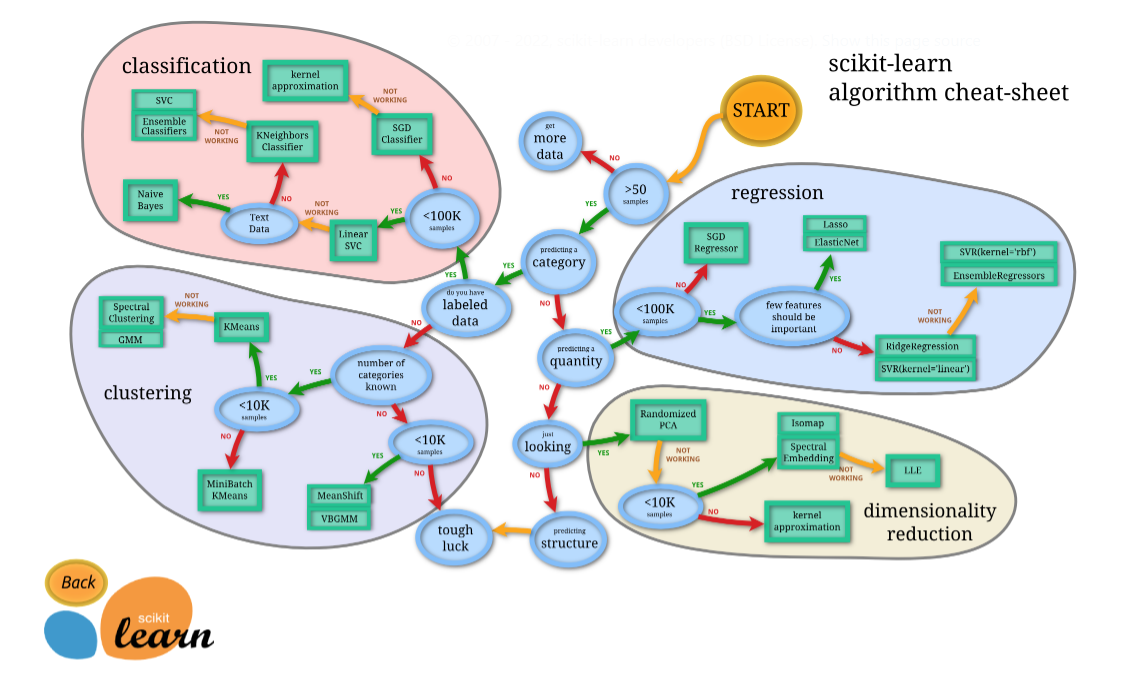 scikit-learn
algorithm cheat-sheet
START
get
more
data
NO
>50
samples
YES
predicting a
category
YES
NO
do you have
labeled
data
YES
NO
predicting a
quantity
YES
NO
just
looking
YES
NO
predicting
structure
tough
luck
classification
kernel
approximation
NOT
WORKING
SVC
Ensemble
Classifiers
NOT
WORKING
KNeighbors
Classifier
SGD
Classifier
NO
Naive
Bayes
YES
NO
Text
Data
NOT
WORKING
Linear
SVC
YES
<100K
samples
regression
SGD
Regressor
NO
Lasso
ElasticNet
YES
SVR(kernel='rbf')
EnsembleRegressors
<100K
samples
YES
few features
should be
important
NO
NOT
WORKING
RidgeRegression
SVR(kernel='linear')
clustering
Spectral
Clustering
GMM
NOT
WORKING
KMeans
YES
number of
categories
known
YES
NO
<10K
samples
NO
MiniBatch
KMeans
<10K
samples
YES
NO
MeanShift
VBGMM
dimensionality
reduction
Randomized
PCA
NOT
WORKING
Isomap
Spectral
Embedding
NOT
WORKING
LLE
<10K
samples
YES
NO
kernel
approximation
Back
scikit
learn